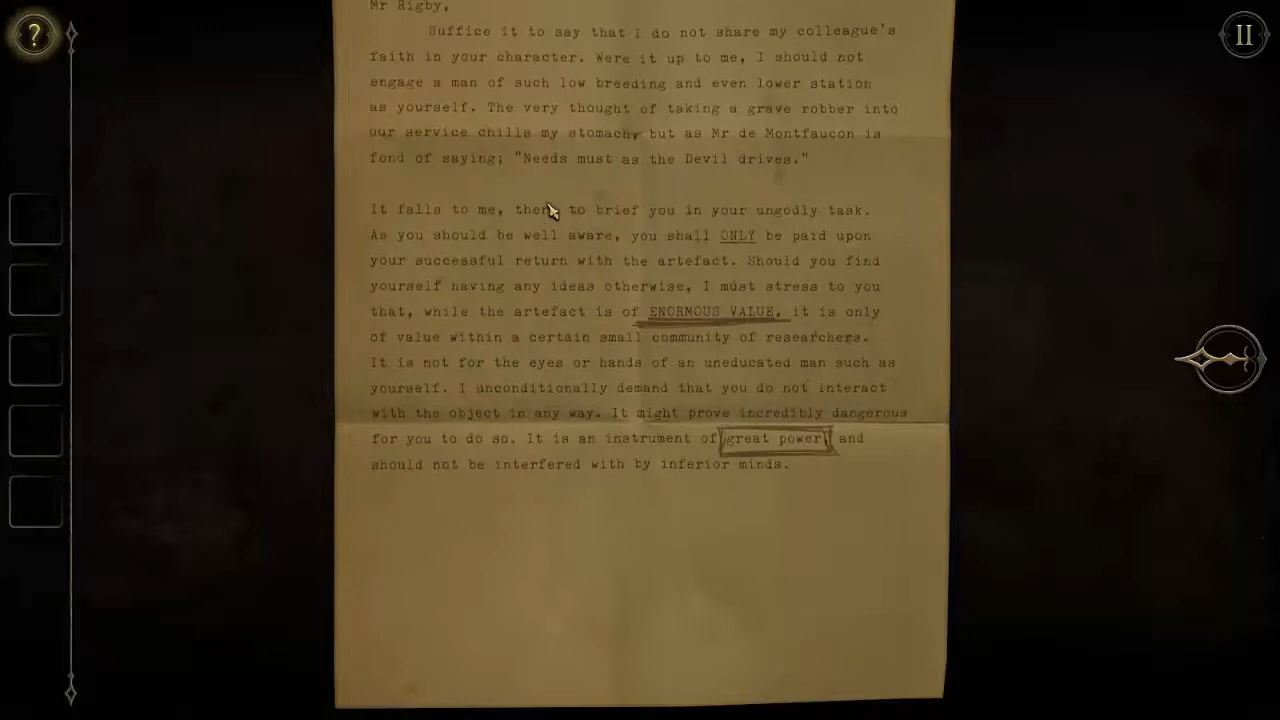 ?
II
Mr Rigby,
Suffice it to say that I do not share my colleague's
faith in your character. Were it up to me, I should not
engage a man of such low breeding and even lower station
as yourself. The very thought of taking a grave robber into
our service chills my stomach, but as Mr de Montfaucon is
fond of saying; "Needs must as the Devil drives."
It falls to me, then, to brief you in your ungodly task.
As you should be well aware, you shall ONLY be paid upon
your successful return with the artefact. Should you find
yourself having any ideas otherwise, I must stress to you
that, while the artefact is of ENORMOUS VALUE, it is only
of value within a certain small community of researchers.
It is not for the eyes or hands of an uneducated man such as
yourself. I unconditionally demand that you do not interact
with the object in any way. It might prove incredibly dangerous
for you to do so. It is an instrument of great power and
should not be interfered with by inferior minds.